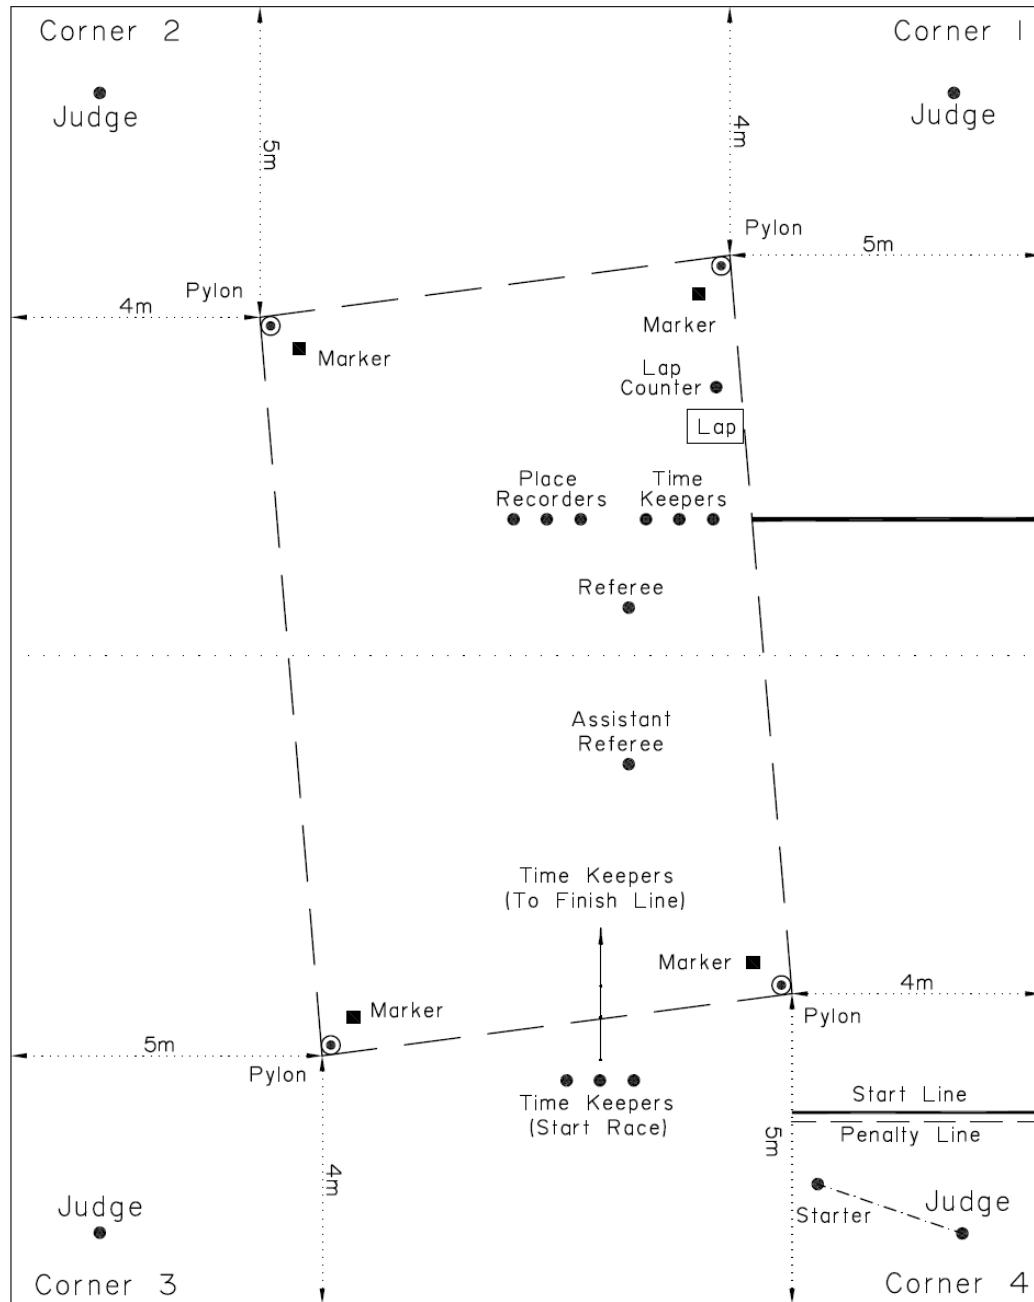 Corner 2
Corner 1
Judge
Judge
5m
4m
Pylon
5m
Pylon
4m
Marker
Marker
Lap
Counter
Lap
Place
Recorders
Time
Keepers
Referee
Assistant
Referee
Time Keepers
(To Finish Line)
Marker
4m
Marker
Pylon
5m
Pylon
Time Keepers
(Start Race)
Start Line
Penalty Line
5m
4m
Judge
Judge
Starter
Corner 3
Corner 4